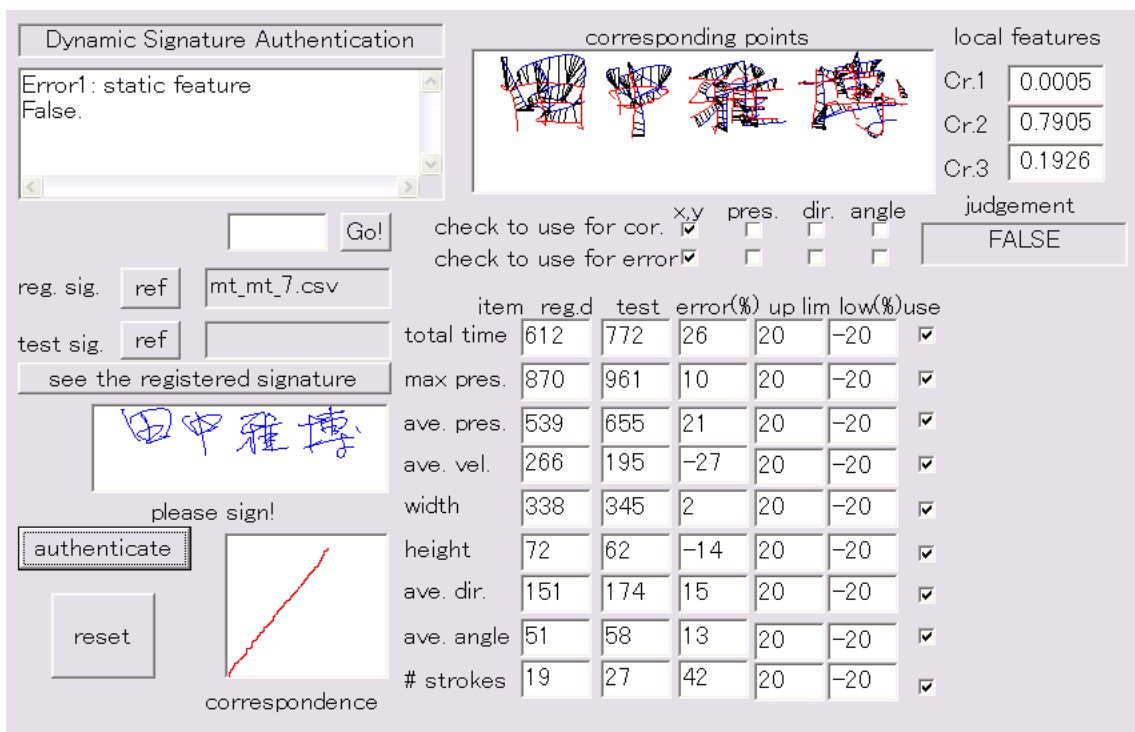 Dynamic Signature Authentication
Error1 : static feature
False.
corresponding points
local features
Cr.1 0.0005
Cr.2 0.7905
Cr.3 0.1926
Go!
x,y pres. dir. angle
check to use for cor.
check to use for error
judgement
FALSE
reg. sig. ref mt_mt_7.csv
test sig. ref
see the registered signature
田中雅博
please sign!
authenticate
reset
correspondence
item reg.d test error(%) up lim low(%) use
total time 612 772 26 20 -20
max pres. 870 961 10 20 -20
ave. pres. 539 655 21 20 -20
ave. vel. 266 195 -27 20 -20
width 338 345 2 20 -20
height 72 62 -14 20 -20
ave. dir. 151 174 15 20 -20
ave. angle 51 58 13 20 -20
# strokes 19 27 42 20 -20